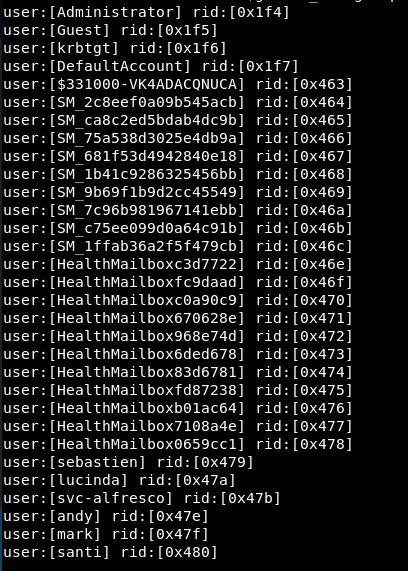 user:[Administrator] rid:[0x1f4]
user:[Guest] rid:[0x1f5]
user:[krbtgt] rid:[0x1f6]
user:[DefaultAccount] rid:[0x1f7]
user:[$331000-VK4ADACQNUCA] rid:[0x463]
user:[SM_2c8eef0a09b545acb] rid:[0x464]
user:[SM_ca8c2ed5bdab4dc9b] rid:[0x465]
user:[SM_75a538d3025e4db9a] rid:[0x466]
user:[SM_681f53d4942840e18] rid:[0x467]
user:[SM_1b41c9286325456bb] rid:[0x468]
user:[SM_9b69f1b9d2cc45549] rid:[0x469]
user:[SM_7c96b981967141ebb] rid:[0x46a]
user:[SM_c75ee099d0a64c91b] rid:[0x46b]
user:[SM_1ffab36a2f5f479cb] rid:[0x46c]
user:[HealthMailboxc3d7722] rid:[0x46e]
user:[HealthMailboxfc9daad] rid:[0x46f]
user:[HealthMailboxc0a90c9] rid:[0x470]
user:[HealthMailbox670628e] rid:[0x471]
user:[HealthMailbox968e74d] rid:[0x472]
user:[HealthMailbox6ded678] rid:[0x473]
user:[HealthMailbox83d6781] rid:[0x474]
user:[HealthMailboxfd87238] rid:[0x475]
user:[HealthMailboxb01ac64] rid:[0x476]
user:[HealthMailbox7108a4e] rid:[0x477]
user:[HealthMailbox0659cc1] rid:[0x478]
user:[sebastien] rid:[0x479]
user:[lucinda] rid:[0x47a]
user:[svc-alfresco] rid:[0x47b]
user:[andy] rid:[0x47e]
user:[mark] rid:[0x47f]
user:[santi] rid:[0x480]